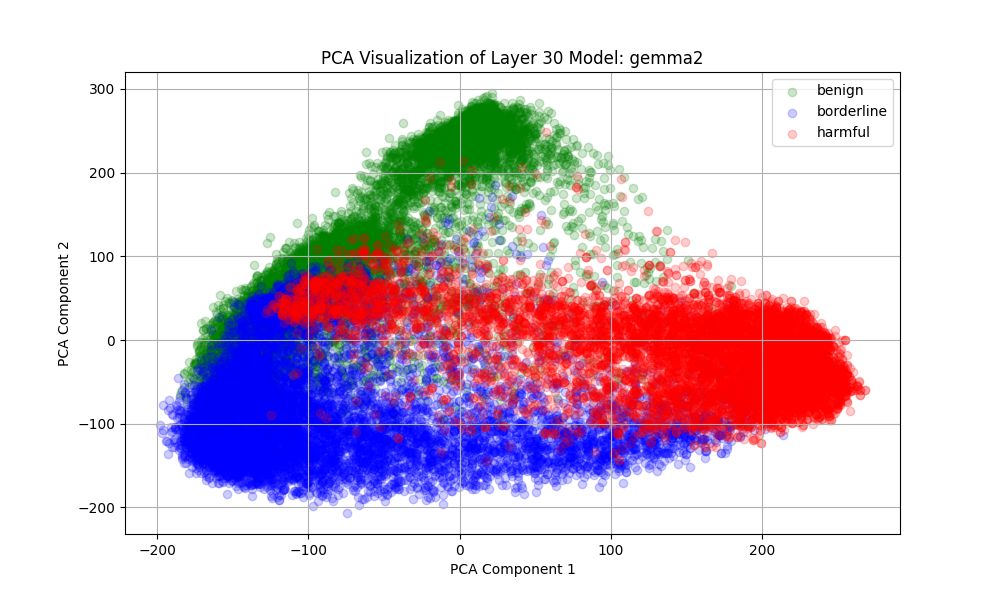 PCA Visualization of Layer 30 Model: gemma2
benign
borderline
harmful
300
200
100
0
−100
−200
PCA Component 2
−200
−100
0
100
200
PCA Component 1